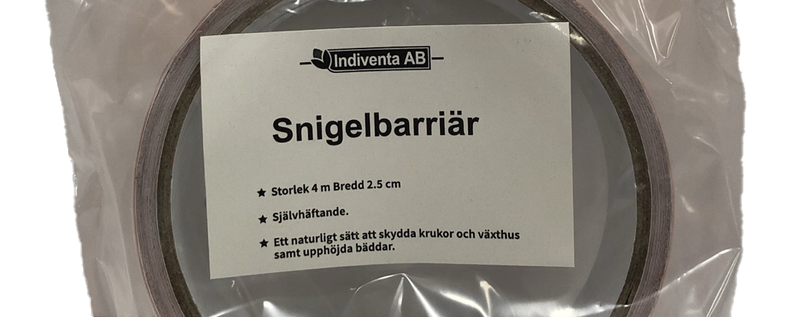 Indiventa AB
Snigelbarriär
★ Storlek 4 m Bredd 2.5 cm
★ Självhäftande.
★ Ett naturligt sätt att skydda krukor och växthus
samt upphöjda bäddar.